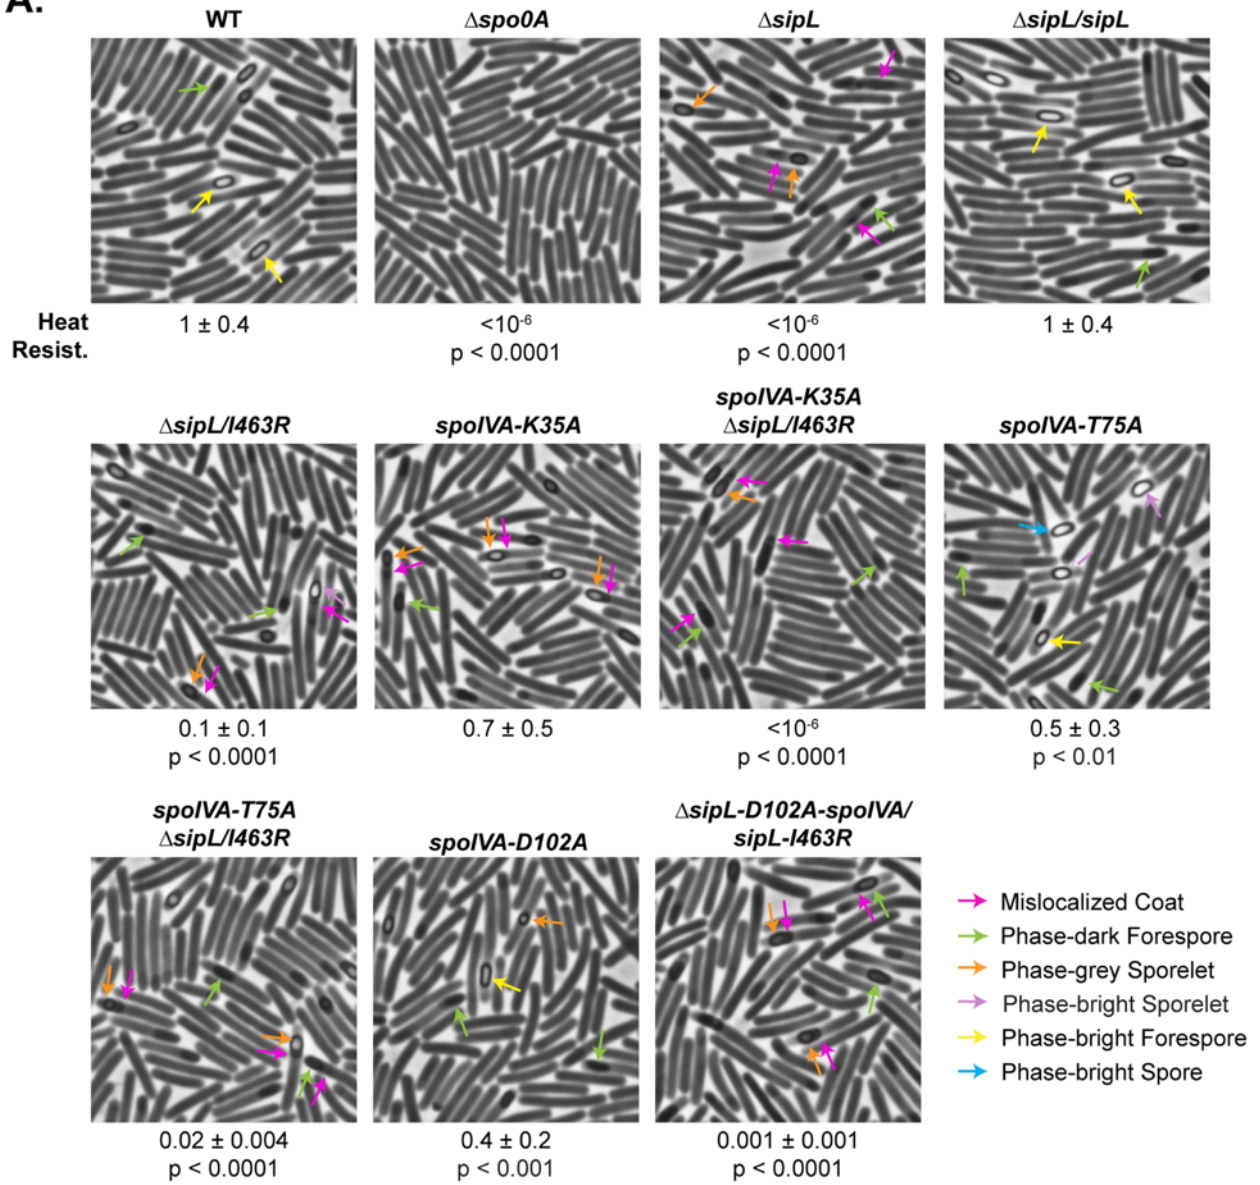 A.
WT
Δspo0A
ΔsipL
ΔsipL/sipL
Heat
Resist.
1 ± 0.4
<10⁻⁶
p < 0.0001
<10⁻⁶
p < 0.0001
1 ± 0.4
ΔsipL/I463R
spoIVA-K35A
spoIVA-K35A
ΔsipL/I463R
spoIVA-T75A
0.1 ± 0.1
p < 0.0001
0.7 ± 0.5
<10⁻⁶
p < 0.0001
0.5 ± 0.3
p < 0.01
spoIVA-T75A
ΔsipL/I463R
spoIVA-D102A
ΔsipL-D102A-spoIVA/
sipL-I463R
0.02 ± 0.004
p < 0.0001
0.4 ± 0.2
p < 0.001
0.001 ± 0.001
p < 0.0001
Mislocalized Coat
Phase-dark Forespore
Phase-grey Sporelet
Phase-bright Sporelet
Phase-bright Forespore
Phase-bright Spore